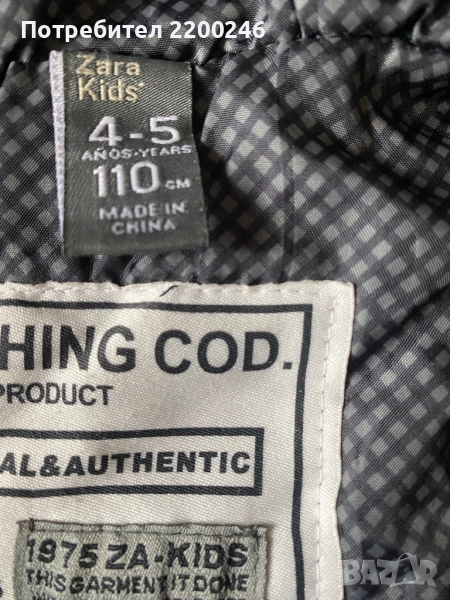 Потребител 2200246
Zara
Kids
4-5
AÑOS-YEARS
110 CM
MADE IN
CHINA
HING COD.
PRODUCT
AL&AUTHENTIC
1975 ZA-KIDS
THIS GARMENT IT DONE
BAZAR